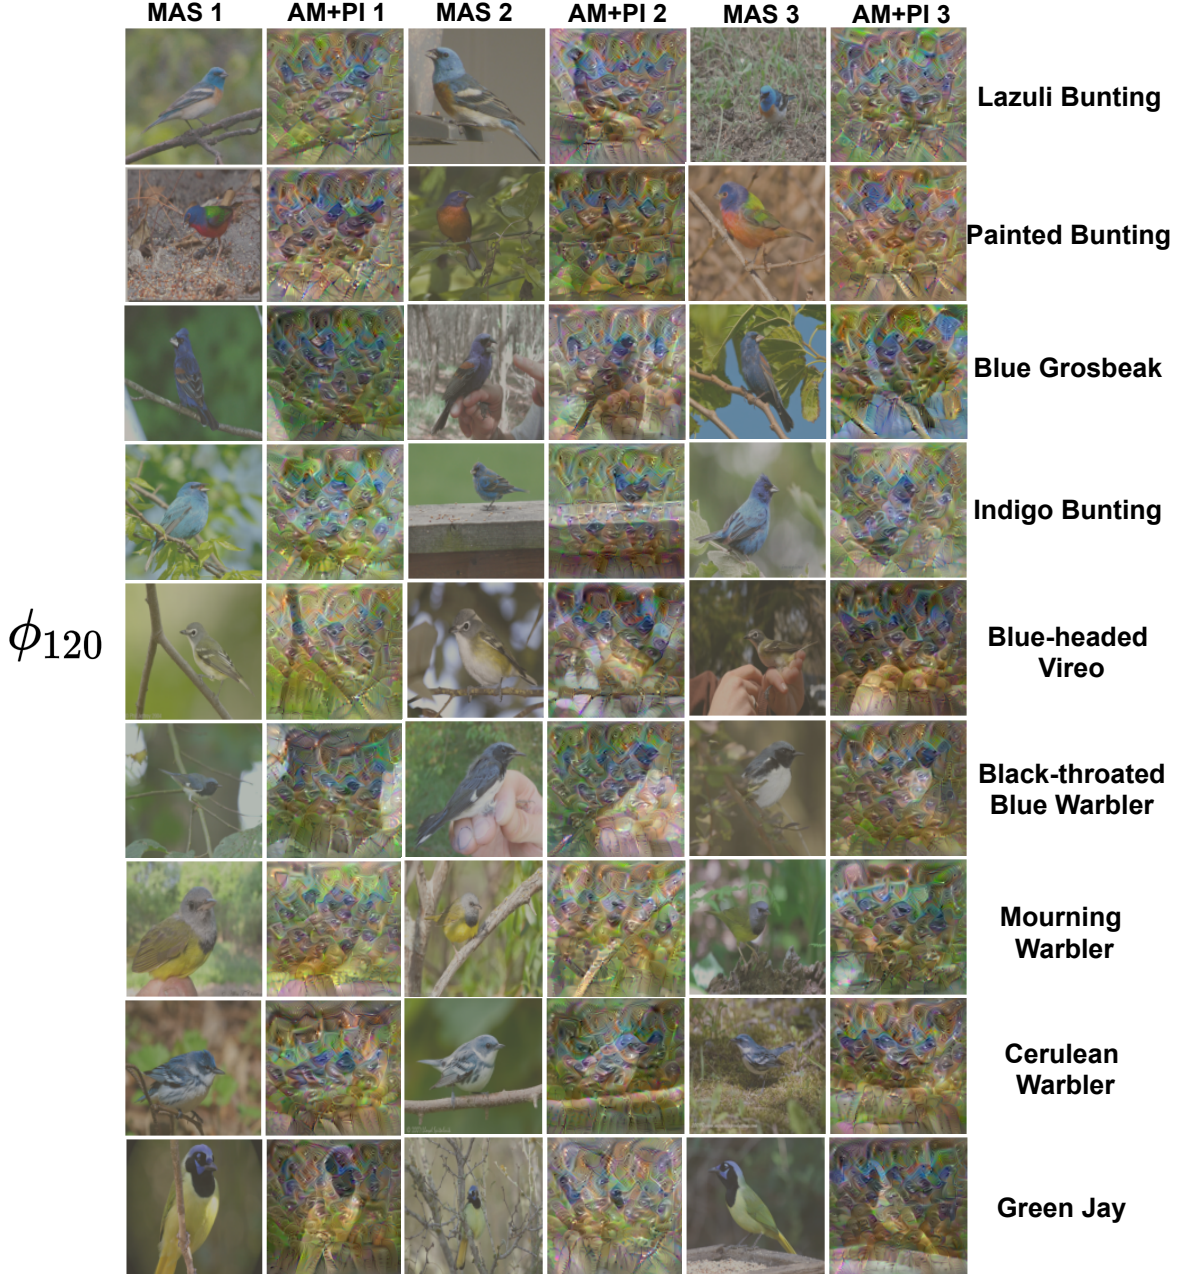 MAS 1 AM+PI 1 MAS 2 AM+PI 2 MAS 3 AM+PI 3
Lazuli Bunting
Painted Bunting
Blue Grosbeak
Indigo Bunting
ϕ120
Blue-headed
Vireo
Black-throated
Blue Warbler
Mourning
Warbler
Cerulean
Warbler
Green Jay